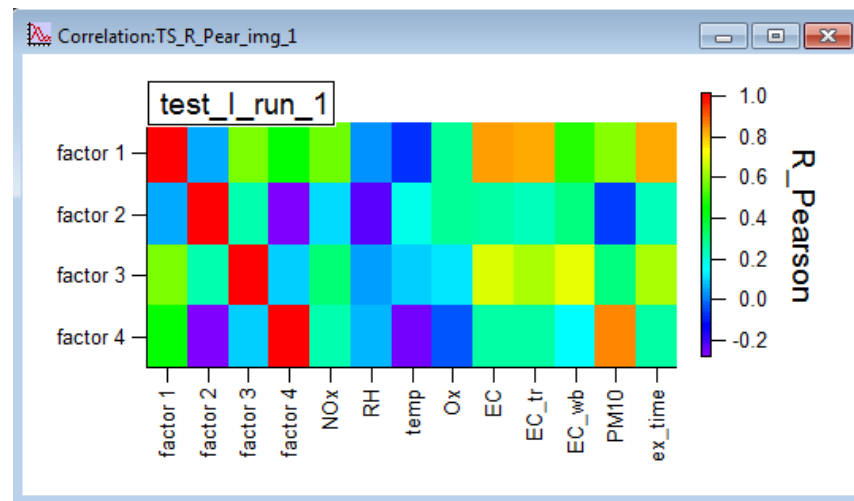 Correlation:TS_R_Pear_img_1
test_l_run_1
factor 1
factor 2
factor 3
factor 4
factor 1
factor 2
factor 3
factor 4
NOx
RH
temp
Ox
EC
EC_tr
EC_wb
PM10
ex_time
1.0
0.8
0.6
0.4
0.2
0.0
-0.2
R_Pearson